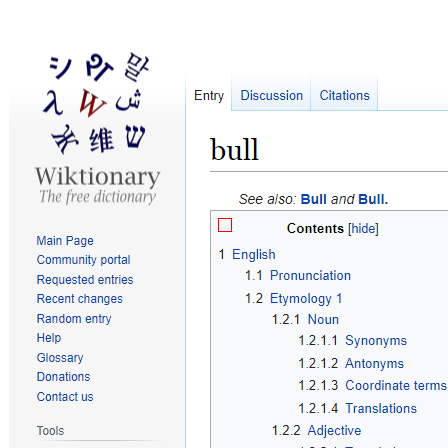 シ ঞ 말
λ W ش
Ж 维 ש
Wiktionary
The free dictionary
Main Page
Community portal
Requested entries
Recent changes
Random entry
Help
Glossary
Donations
Contact us
Tools
Entry Discussion Citations
bull
See also: Bull and Bull.
Contents [hide]
1 English
1.1 Pronunciation
1.2 Etymology 1
1.2.1 Noun
1.2.1.1 Synonyms
1.2.1.2 Antonyms
1.2.1.3 Coordinate terms
1.2.1.4 Translations
1.2.2 Adjective